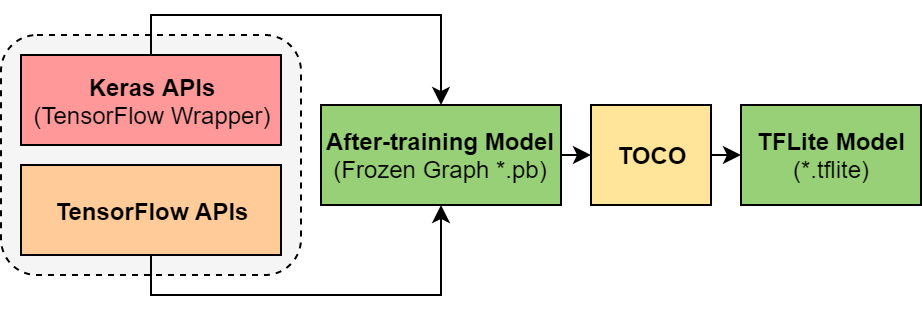 Keras APIs
(TensorFlow Wrapper)
TensorFlow APIs
After-training Model
(Frozen Graph *.pb)
TOCO
TFLite Model
(*.tflite)